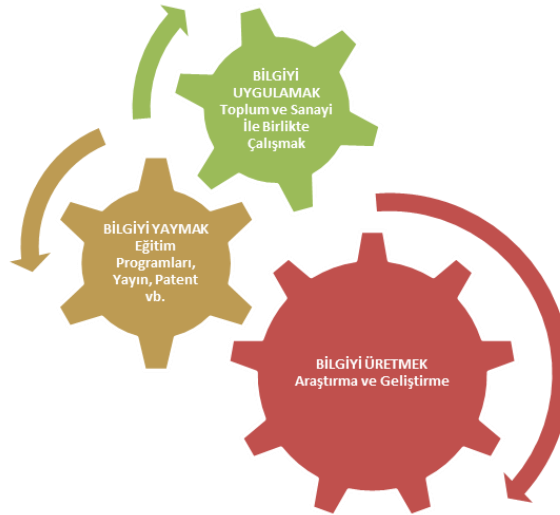 BİLGİYİ
UYGULAMAK
Toplum ve Sanayi
İle Birlikte
Çalışmak
BİLGİYİ YAYMAK
Eğitim
Programları,
Yayın, Patent
vb.
BİLGİYİ ÜRETMEK
Araştırma ve Geliştirme